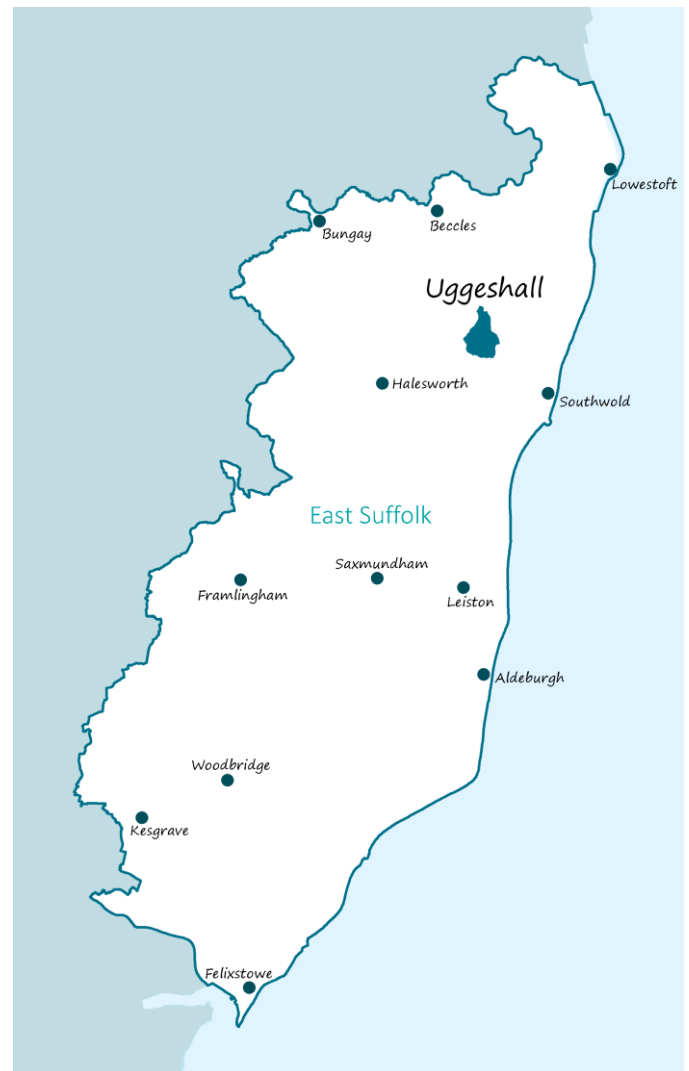 Lowestoft
Beccles
Bungay
Uggeshall
Halesworth
Southwold
East Suffolk
Saxmundham
Framlingham
Leiston
Aldeburgh
Woodbridge
Kesgrave
Felixstowe